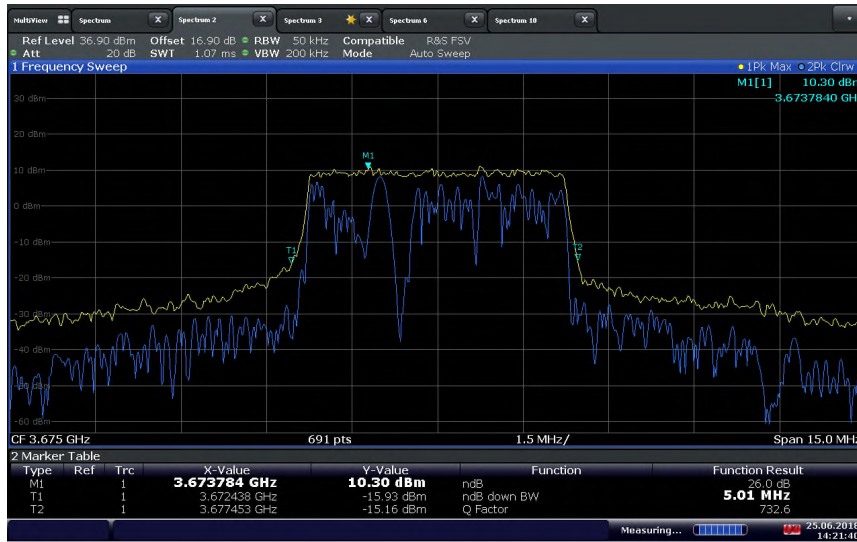 MultiView Spectrum X Spectrum 2 X Spectrum 3 X Spectrum 6 X Spectrum 10 X
Ref Level 36.90 dBm Offset 16.90 dB RBW 50 kHz Compatible R&S FSV
Att 20 dB SWT 1.07 ms VBW 200 kHz Mode Auto Sweep
1 Frequency Sweep 1Pk Max 2Pk Clrw
M1[1] 10.30 dBm
3.6737840 GH
30 dBm
20 dBm
M1
10 dBm
0 dBm
-10 dBm
T1 T2
-20 dBm
-30 dBm
-40 dBm
-50 dBm
-60 dBm
CF 3.675 GHz 691 pts 1.5 MHz/ Span 15.0 MHz
2 Marker Table
Type Ref Trc X-Value Y-Value Function Function Result
M1 1 3.673784 GHz 10.30 dBm ndB 26.0 dB
T1 1 3.672438 GHz -15.93 dBm ndB down BW 5.01 MHz
T2 1 3.677453 GHz -15.16 dBm Q Factor 732.6
Measuring... 25.06.2018
14:21:40